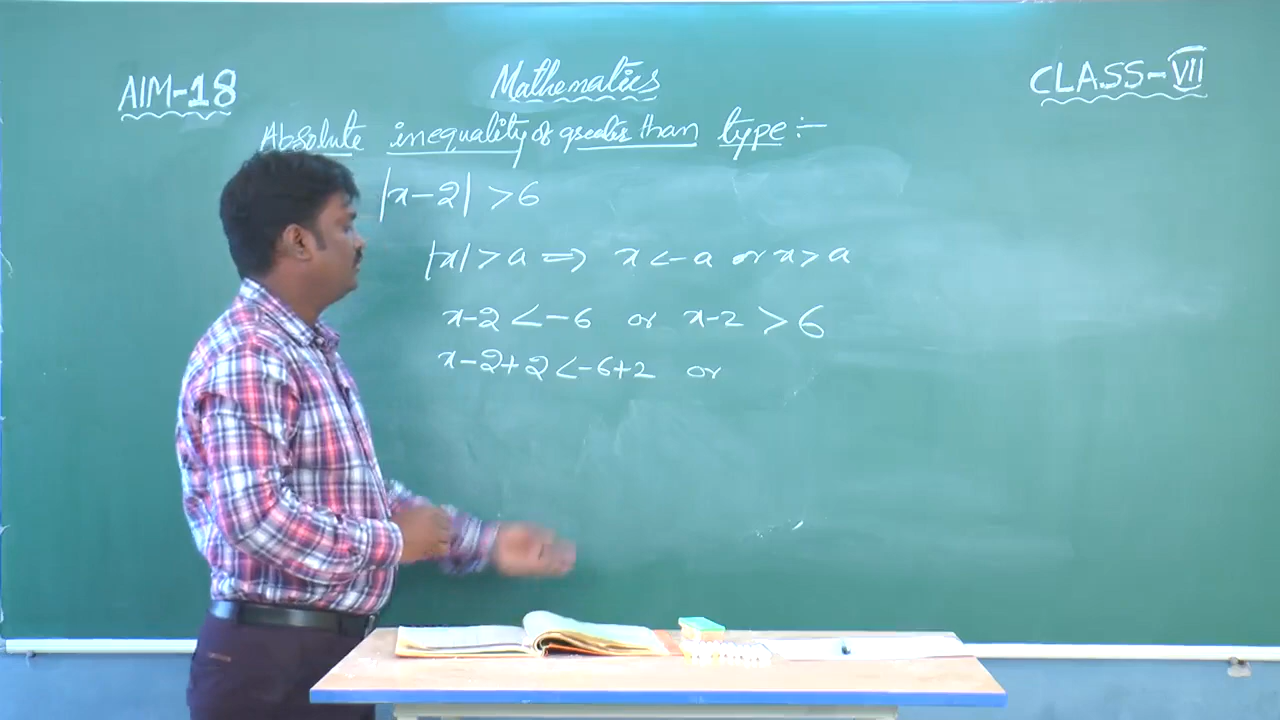 AIM-18
Mathematics
CLASS-VII
Absolute inequality of greater than type:-
|x-2| >6
|x|>a => x<-a or x>a
x-2<-6 or x-2 >6
x-2+2<-6+2 or